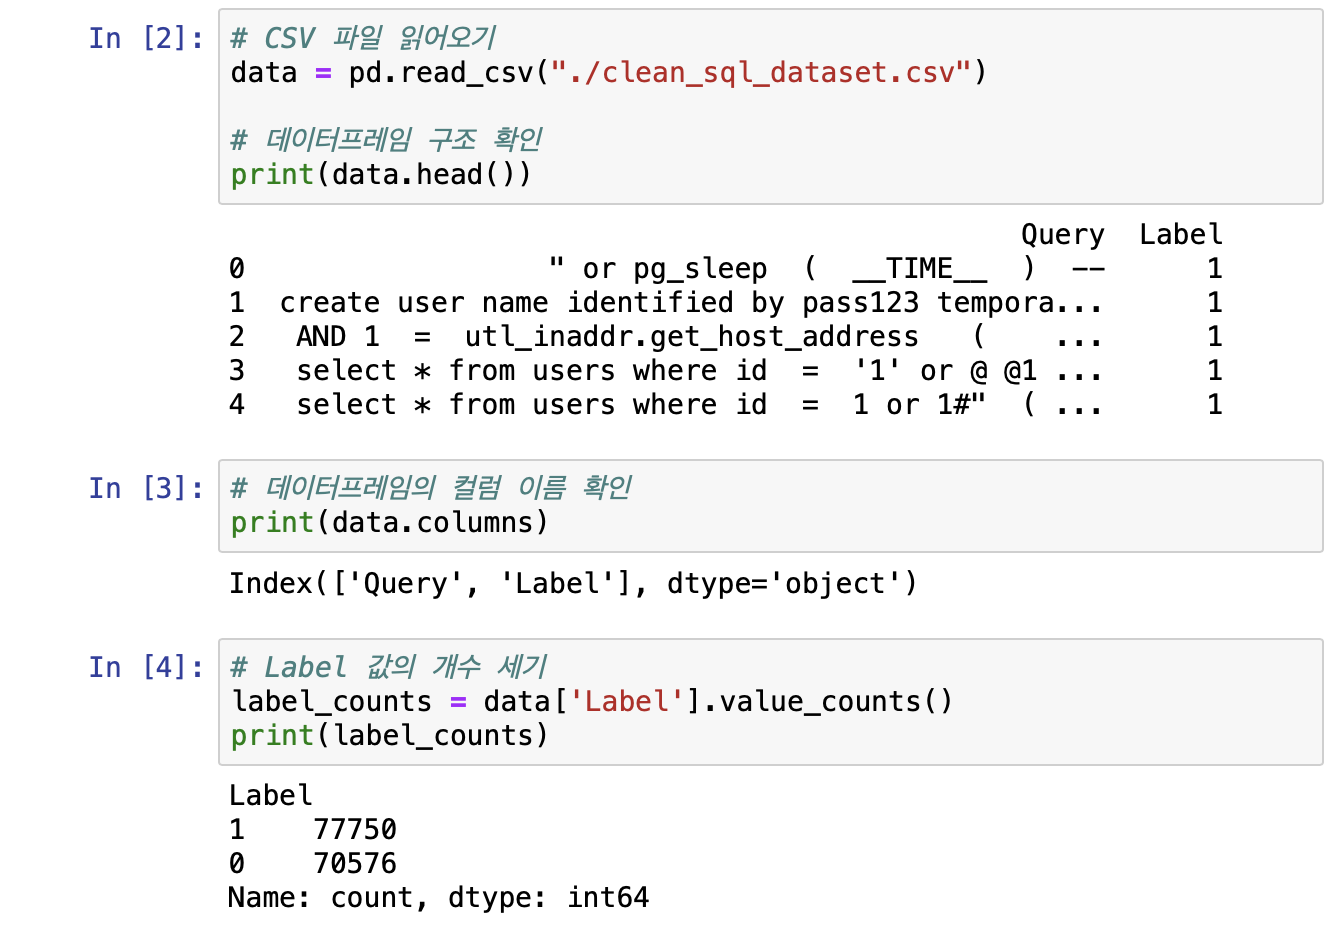 In [2]:
# CSV 파일 읽어오기
data = pd.read_csv("./clean_sql_dataset.csv")
# 데이터프레임 구조 확인
print(data.head())
Query Label
0 " or pg_sleep ( __TIME__ ) -- 1
1 create user name identified by pass123 tempora... 1
2 AND 1 = utl_inaddr.get_host_address ( ... 1
3 select * from users where id = '1' or @ @1 ... 1
4 select * from users where id = 1 or 1#" ( ... 1
In [3]:
# 데이터프레임의 컬럼 이름 확인
print(data.columns)
Index(['Query', 'Label'], dtype='object')
In [4]:
# Label 값의 개수 세기
label_counts = data['Label'].value_counts()
print(label_counts)
Label
1 77750
0 70576
Name: count, dtype: int64